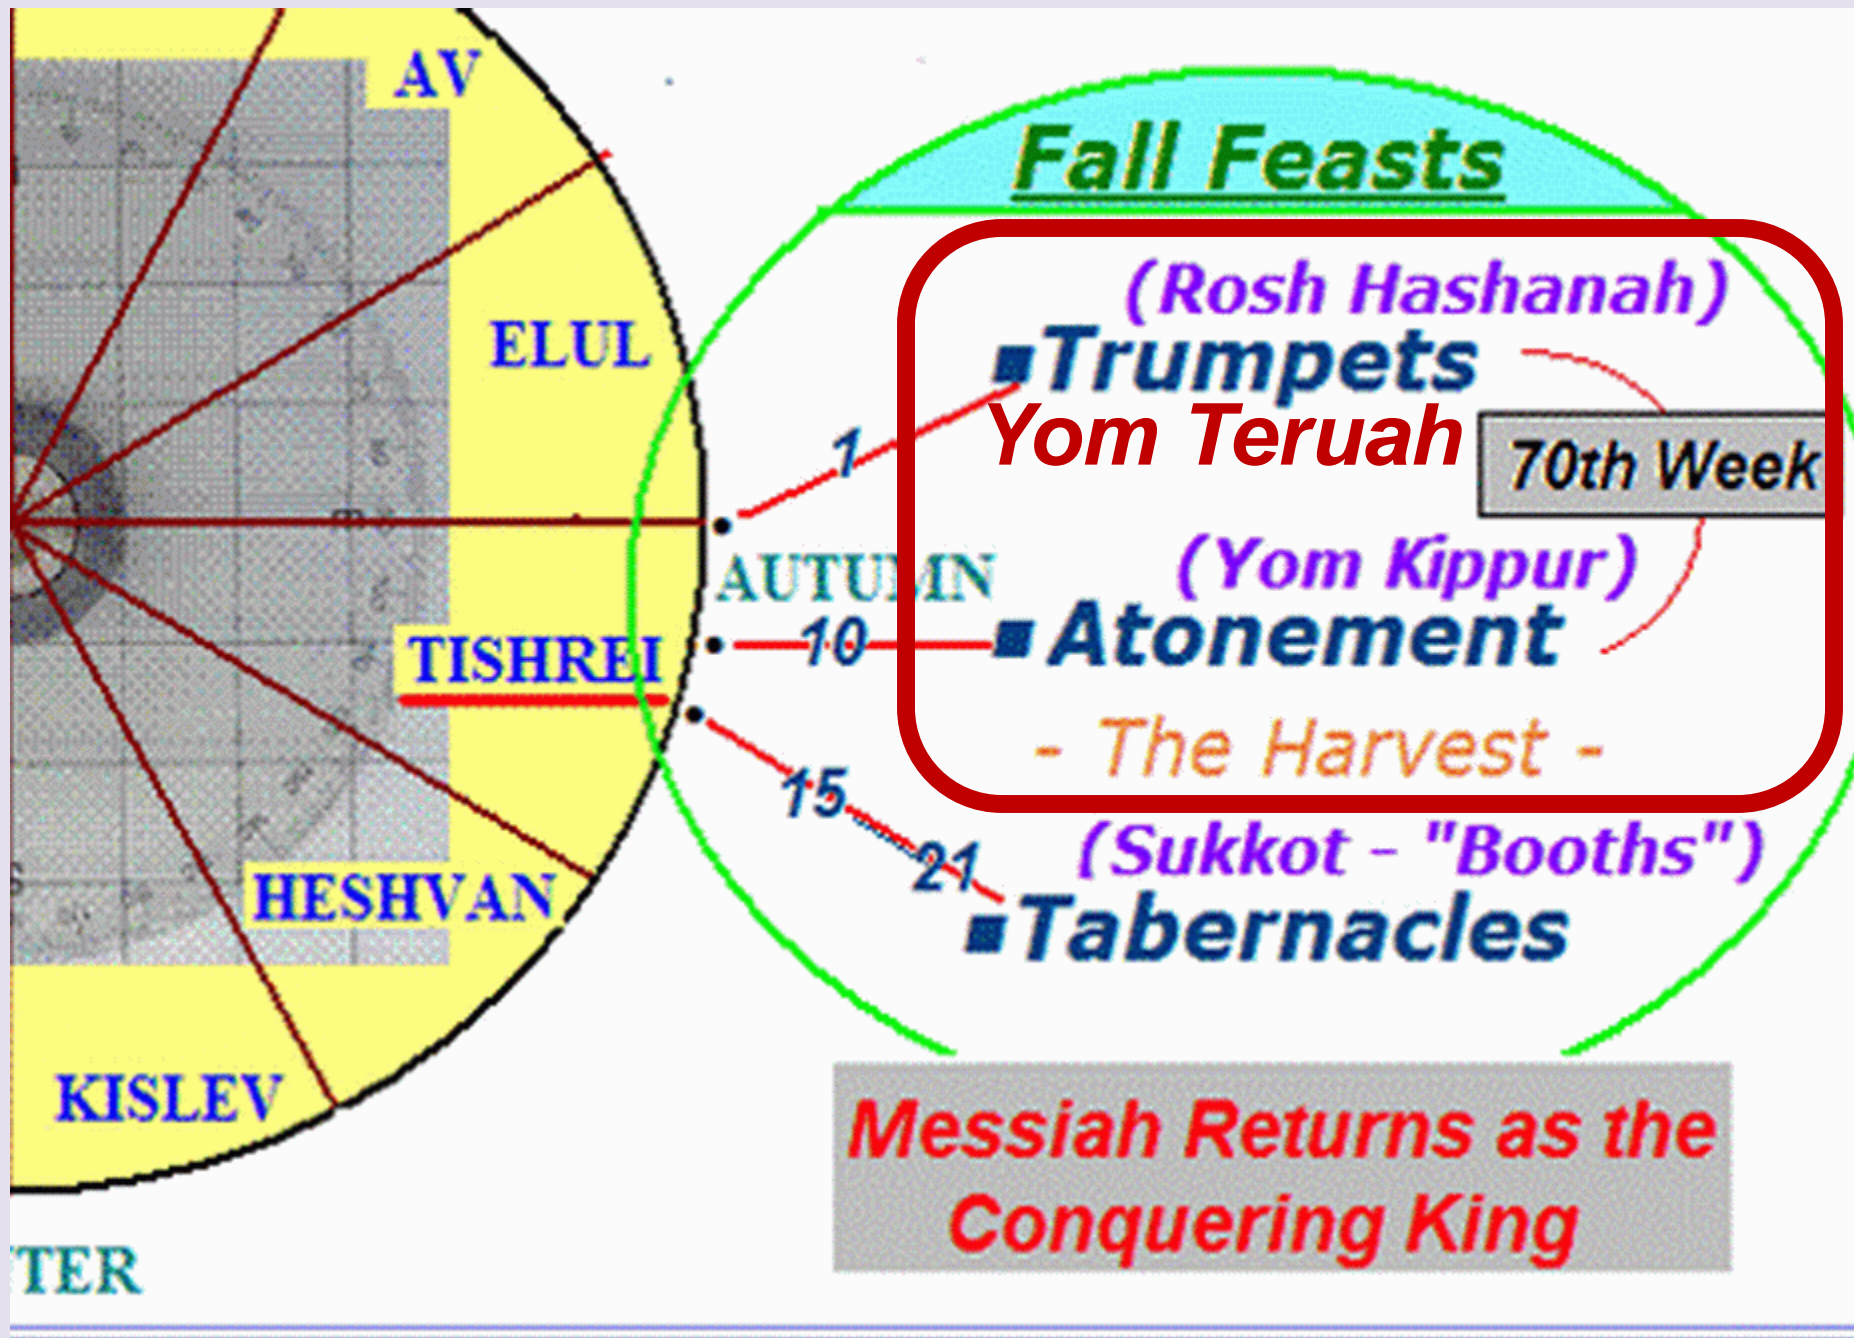 AV
Fall Feasts
(Rosh Hashanah)
▪Trumpets
ELUL
Yom Teruah
1
70th Week
(Yom Kippur)
AUTUMN
10
▪Atonement
TISHREI
- The Harvest -
15
21
(Sukkot - "Booths")
HESHVAN
▪Tabernacles
KISLEV
Messiah Returns as the
Conquering King
TER